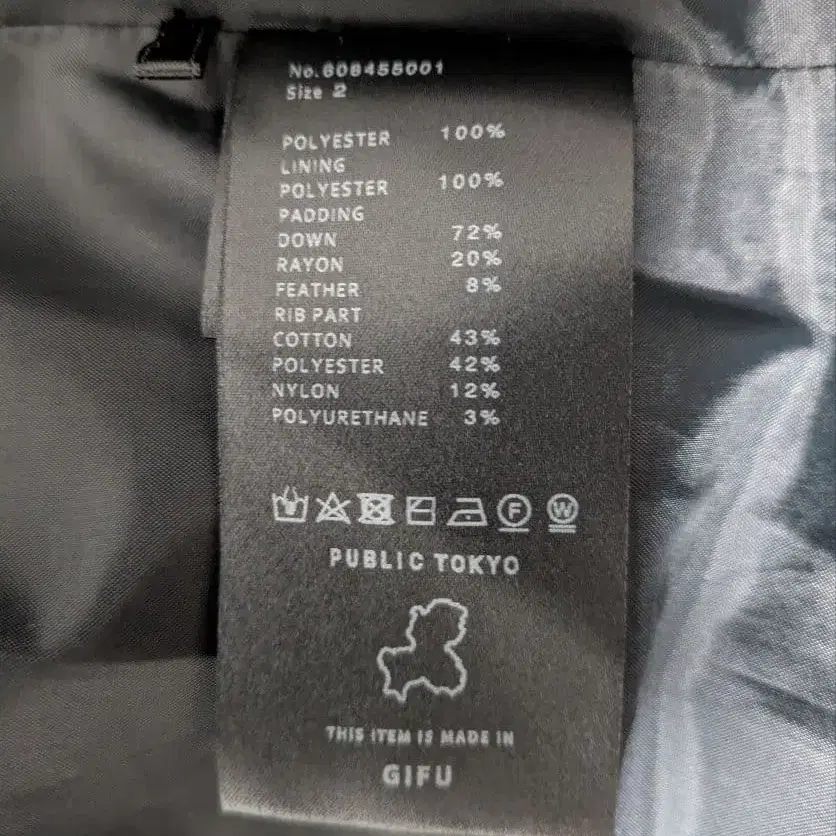 No.608455001
Size 2
POLYESTER 100%
LINING
POLYESTER 100%
PADDING
DOWN 72%
RAYON 20%
FEATHER 8%
RIB PART
COTTON 43%
POLYESTER 42%
NYLON 12%
POLYURETHANE 3%
F W
PUBLIC TOKYO
THIS ITEM IS MADE IN
GIFU